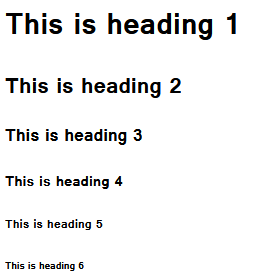 This is heading 1
This is heading 2
This is heading 3
This is heading 4
This is heading 5
This is heading 6